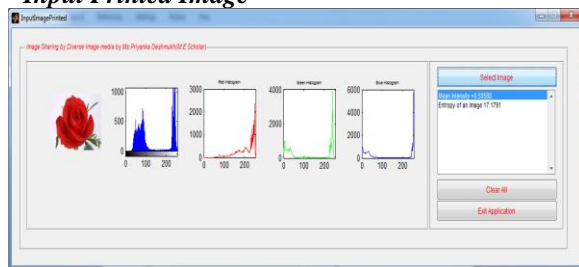 Input Printed Image
InputImagePrinted
Image Sharing by Diverse Image media by Ms.Priyanka Deshmukh(M.E Scholar)
Red Histogram
Green Histogram
Blue Histogram
1000
500
0
0 100 200
3000
2000
1000
0
0 100 200
4000
2000
0
0 100 200
6000
4000
2000
0
0 100 200
Select Image
Mean Intensity
Entropy of an Image 17.1791
Clear All
Exit Application